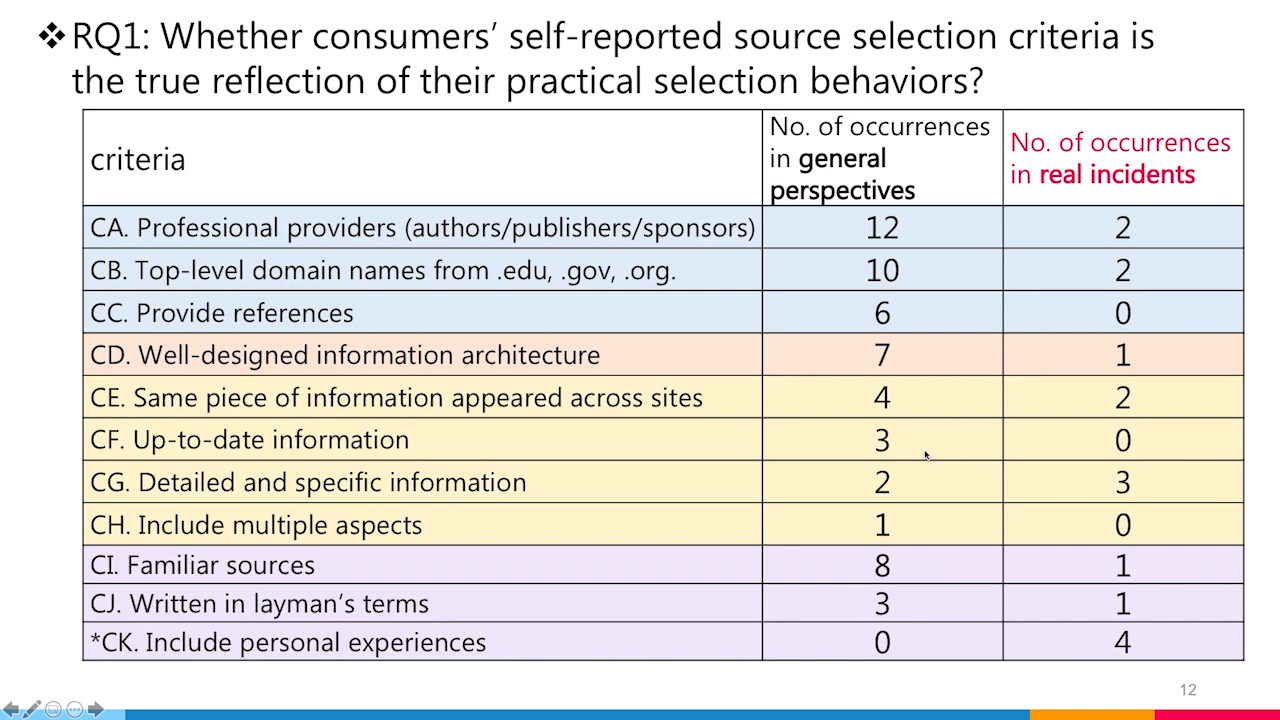 ❖RQ1: Whether consumers’ self-reported source selection criteria is
the true reflection of their practical selection behaviors?
criteria
No. of occurrences
in general
perspectives
No. of occurrences
in real incidents
CA. Professional providers (authors/publishers/sponsors) 12 2
CB. Top-level domain names from .edu, .gov, .org. 10 2
CC. Provide references 6 0
CD. Well-designed information architecture 7 1
CE. Same piece of information appeared across sites 4 2
CF. Up-to-date information 3 0
CG. Detailed and specific information 2 3
CH. Include multiple aspects 1 0
CI. Familiar sources 8 1
CJ. Written in layman’s terms 3 1
*CK. Include personal experiences 0 4
12